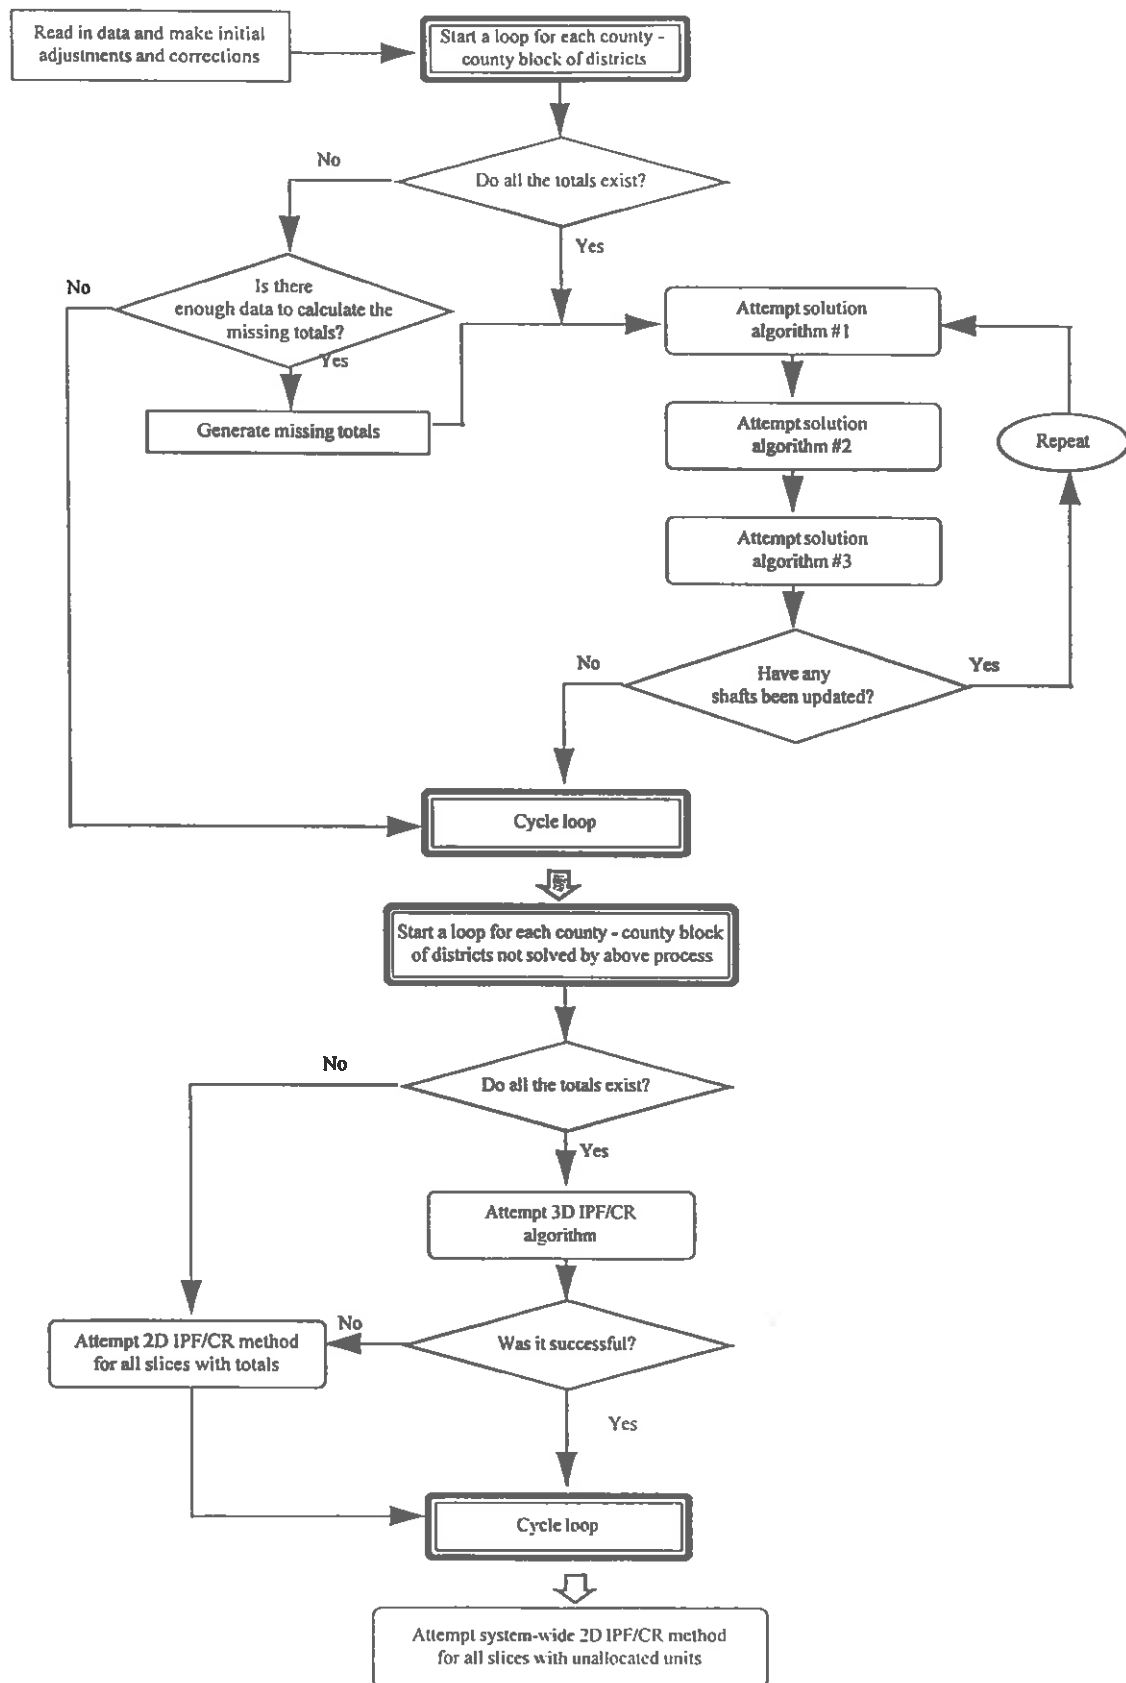 Read in data and make initial
adjustments and corrections
Start a loop for each county -
county block of districts
No
Do all the totals exist?
Yes
No
Is there
enough data to calculate the
missing totals?
Yes
Attempt solution
algorithm #1
Generate missing totals
Attempt solution
algorithm #2
Repeat
Attempt solution
algorithm #3
No
Have any
shafts been updated?
Yes
Cycle loop
Start a loop for each county - county block
of districts not solved by above process
No
Do all the totals exist?
Yes
Attempt 3D IPF/CR
algorithm
No
Was it successful?
Attempt 2D IPF/CR method
for all slices with totals
Yes
Cycle loop
Attempt system-wide 2D IPF/CR method
for all slices with unallocated units